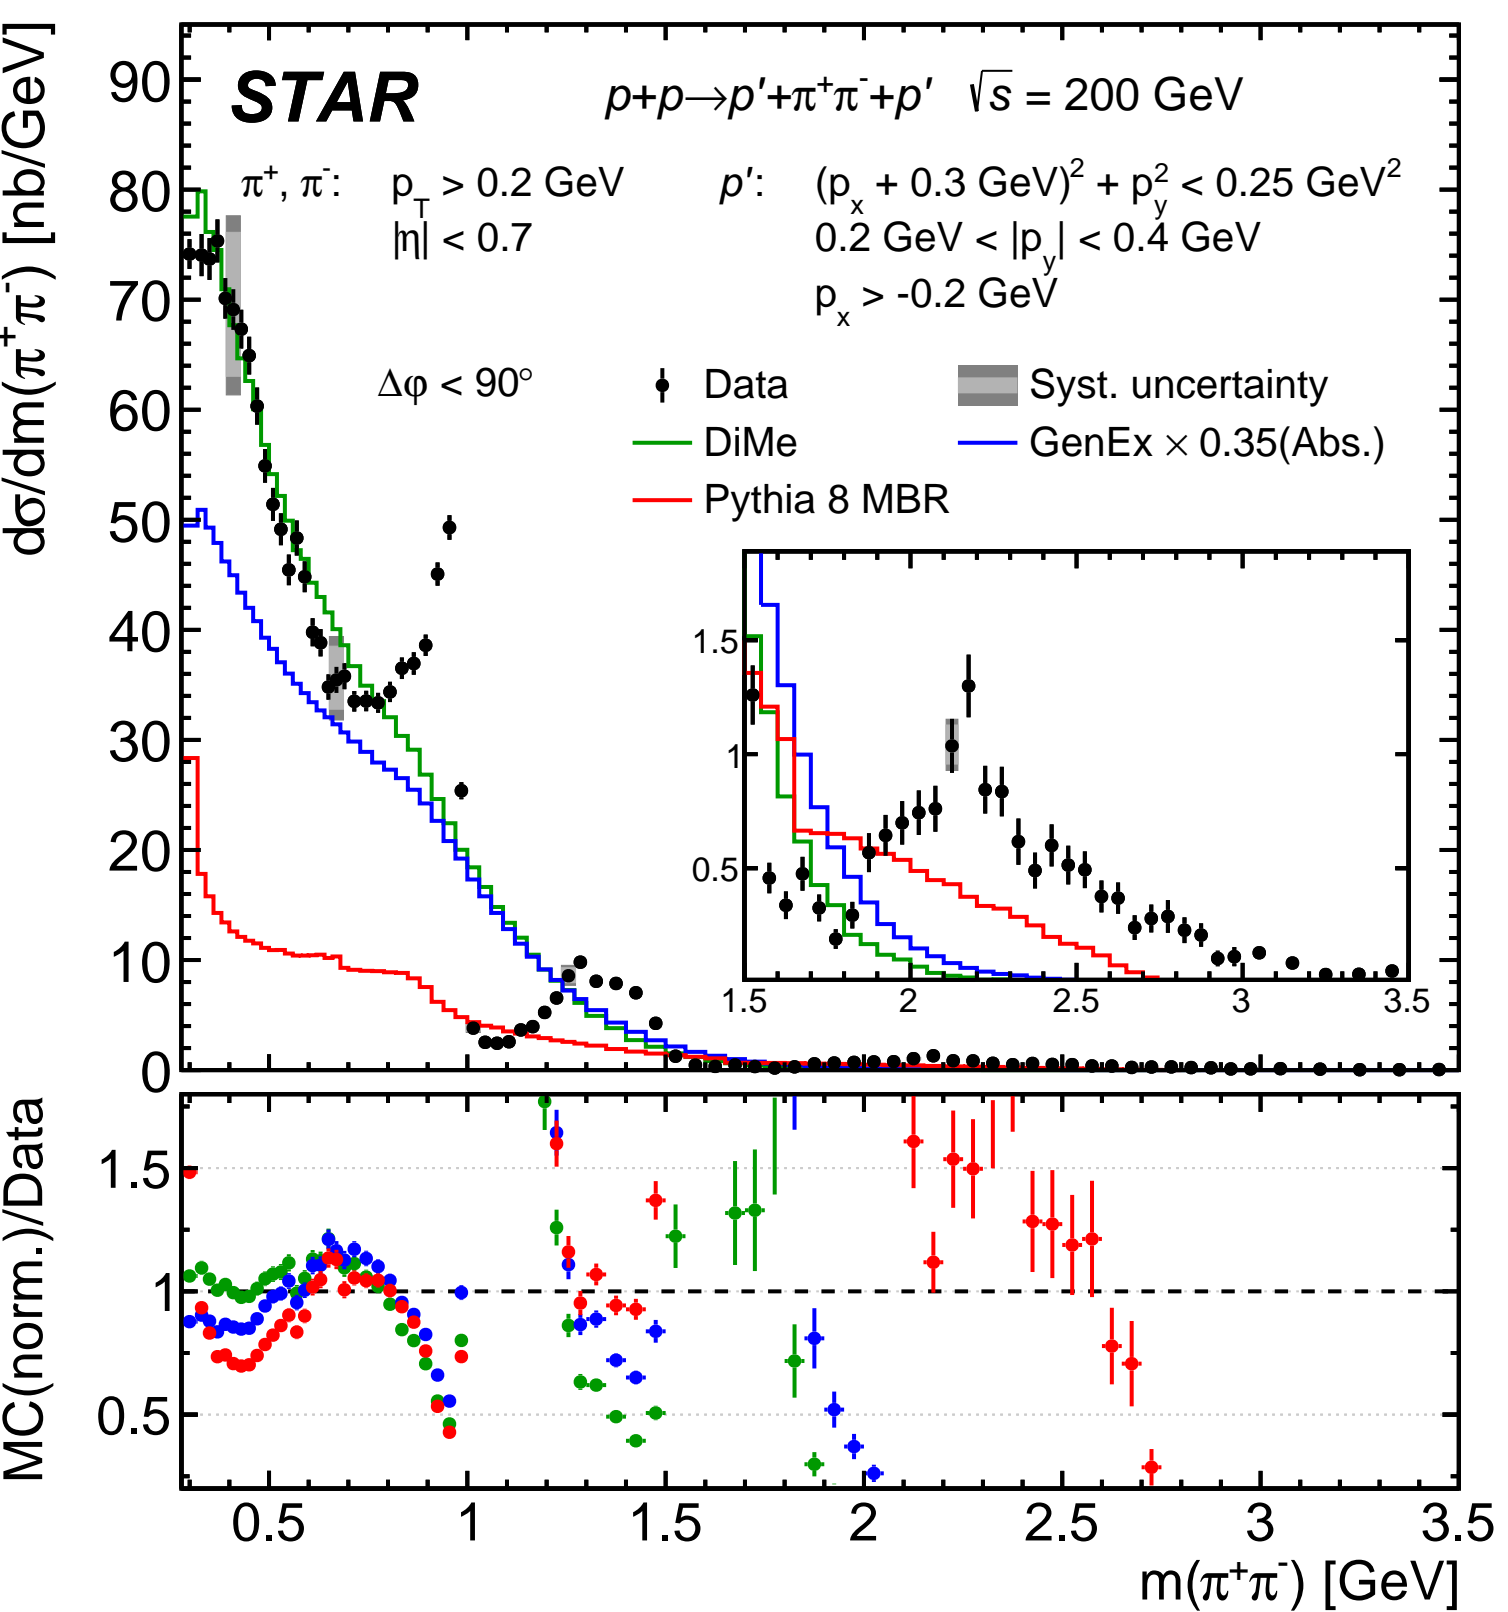 dσ/dm(π⁺π⁻) [nb/GeV]
90
80
70
60
50
40
30
20
10
0
STAR
p+p→p′+π⁺π⁻+p′ √s = 200 GeV
π⁺, π⁻: p_T > 0.2 GeV p′: (p_x + 0.3 GeV)² + p_y² < 0.25 GeV²
|η| < 0.7 0.2 GeV < |p_y| < 0.4 GeV
p_x > -0.2 GeV
Δφ < 90° Data Syst. uncertainty
DiMe GenEx × 0.35(Abs.)
Pythia 8 MBR
1.5
1
0.5
1.5 2 2.5 3 3.5
MC(norm.)/Data
1.5
1
0.5
0.5 1 1.5 2 2.5 3 3.5
m(π⁺π⁻) [GeV]